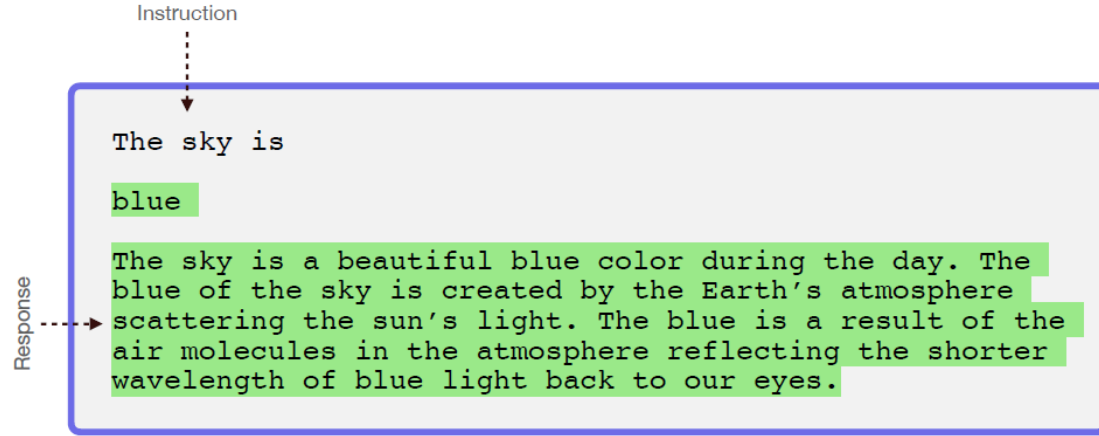 Instruction
The sky is
blue
The sky is a beautiful blue color during the day. The
blue of the sky is created by the Earth’s atmosphere
Response
scattering the sun’s light. The blue is a result of the
air molecules in the atmosphere reflecting the shorter
wavelength of blue light back to our eyes.